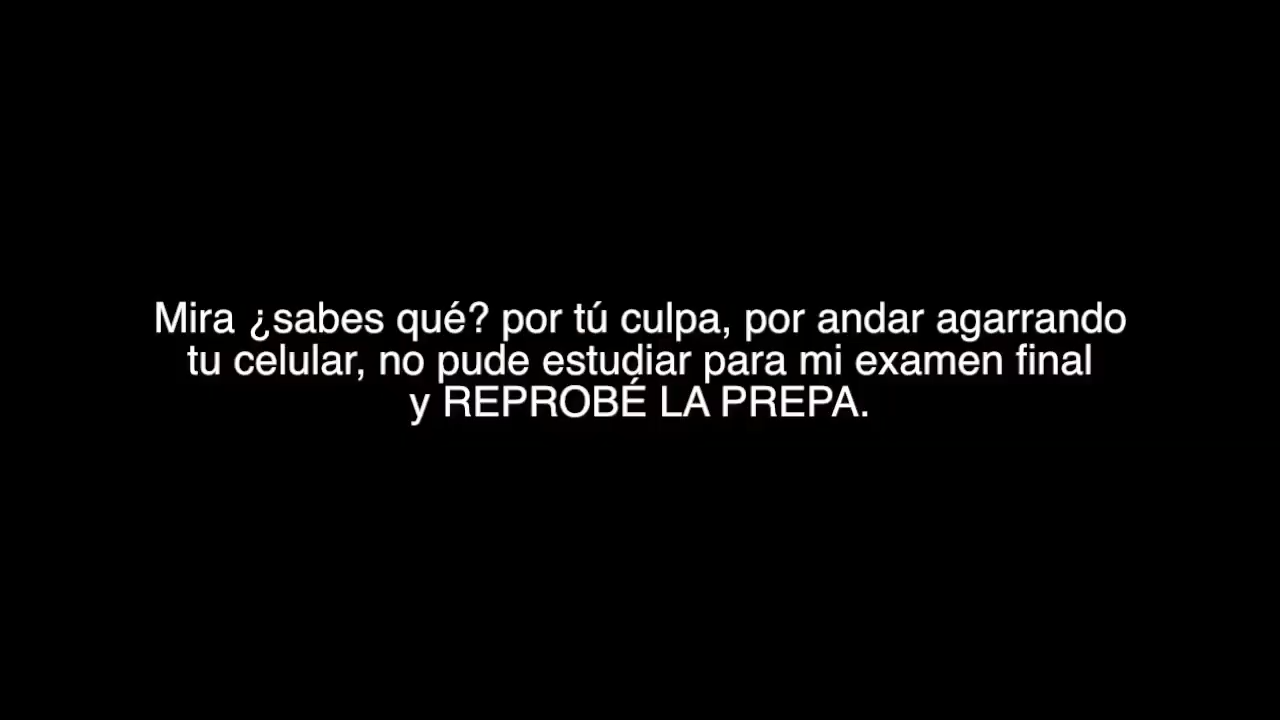 Mira ¿sabes qué? por tú culpa, por andar agarrando
tu celular, no pude estudiar para mi examen final
y REPROBÉ LA PREPA.